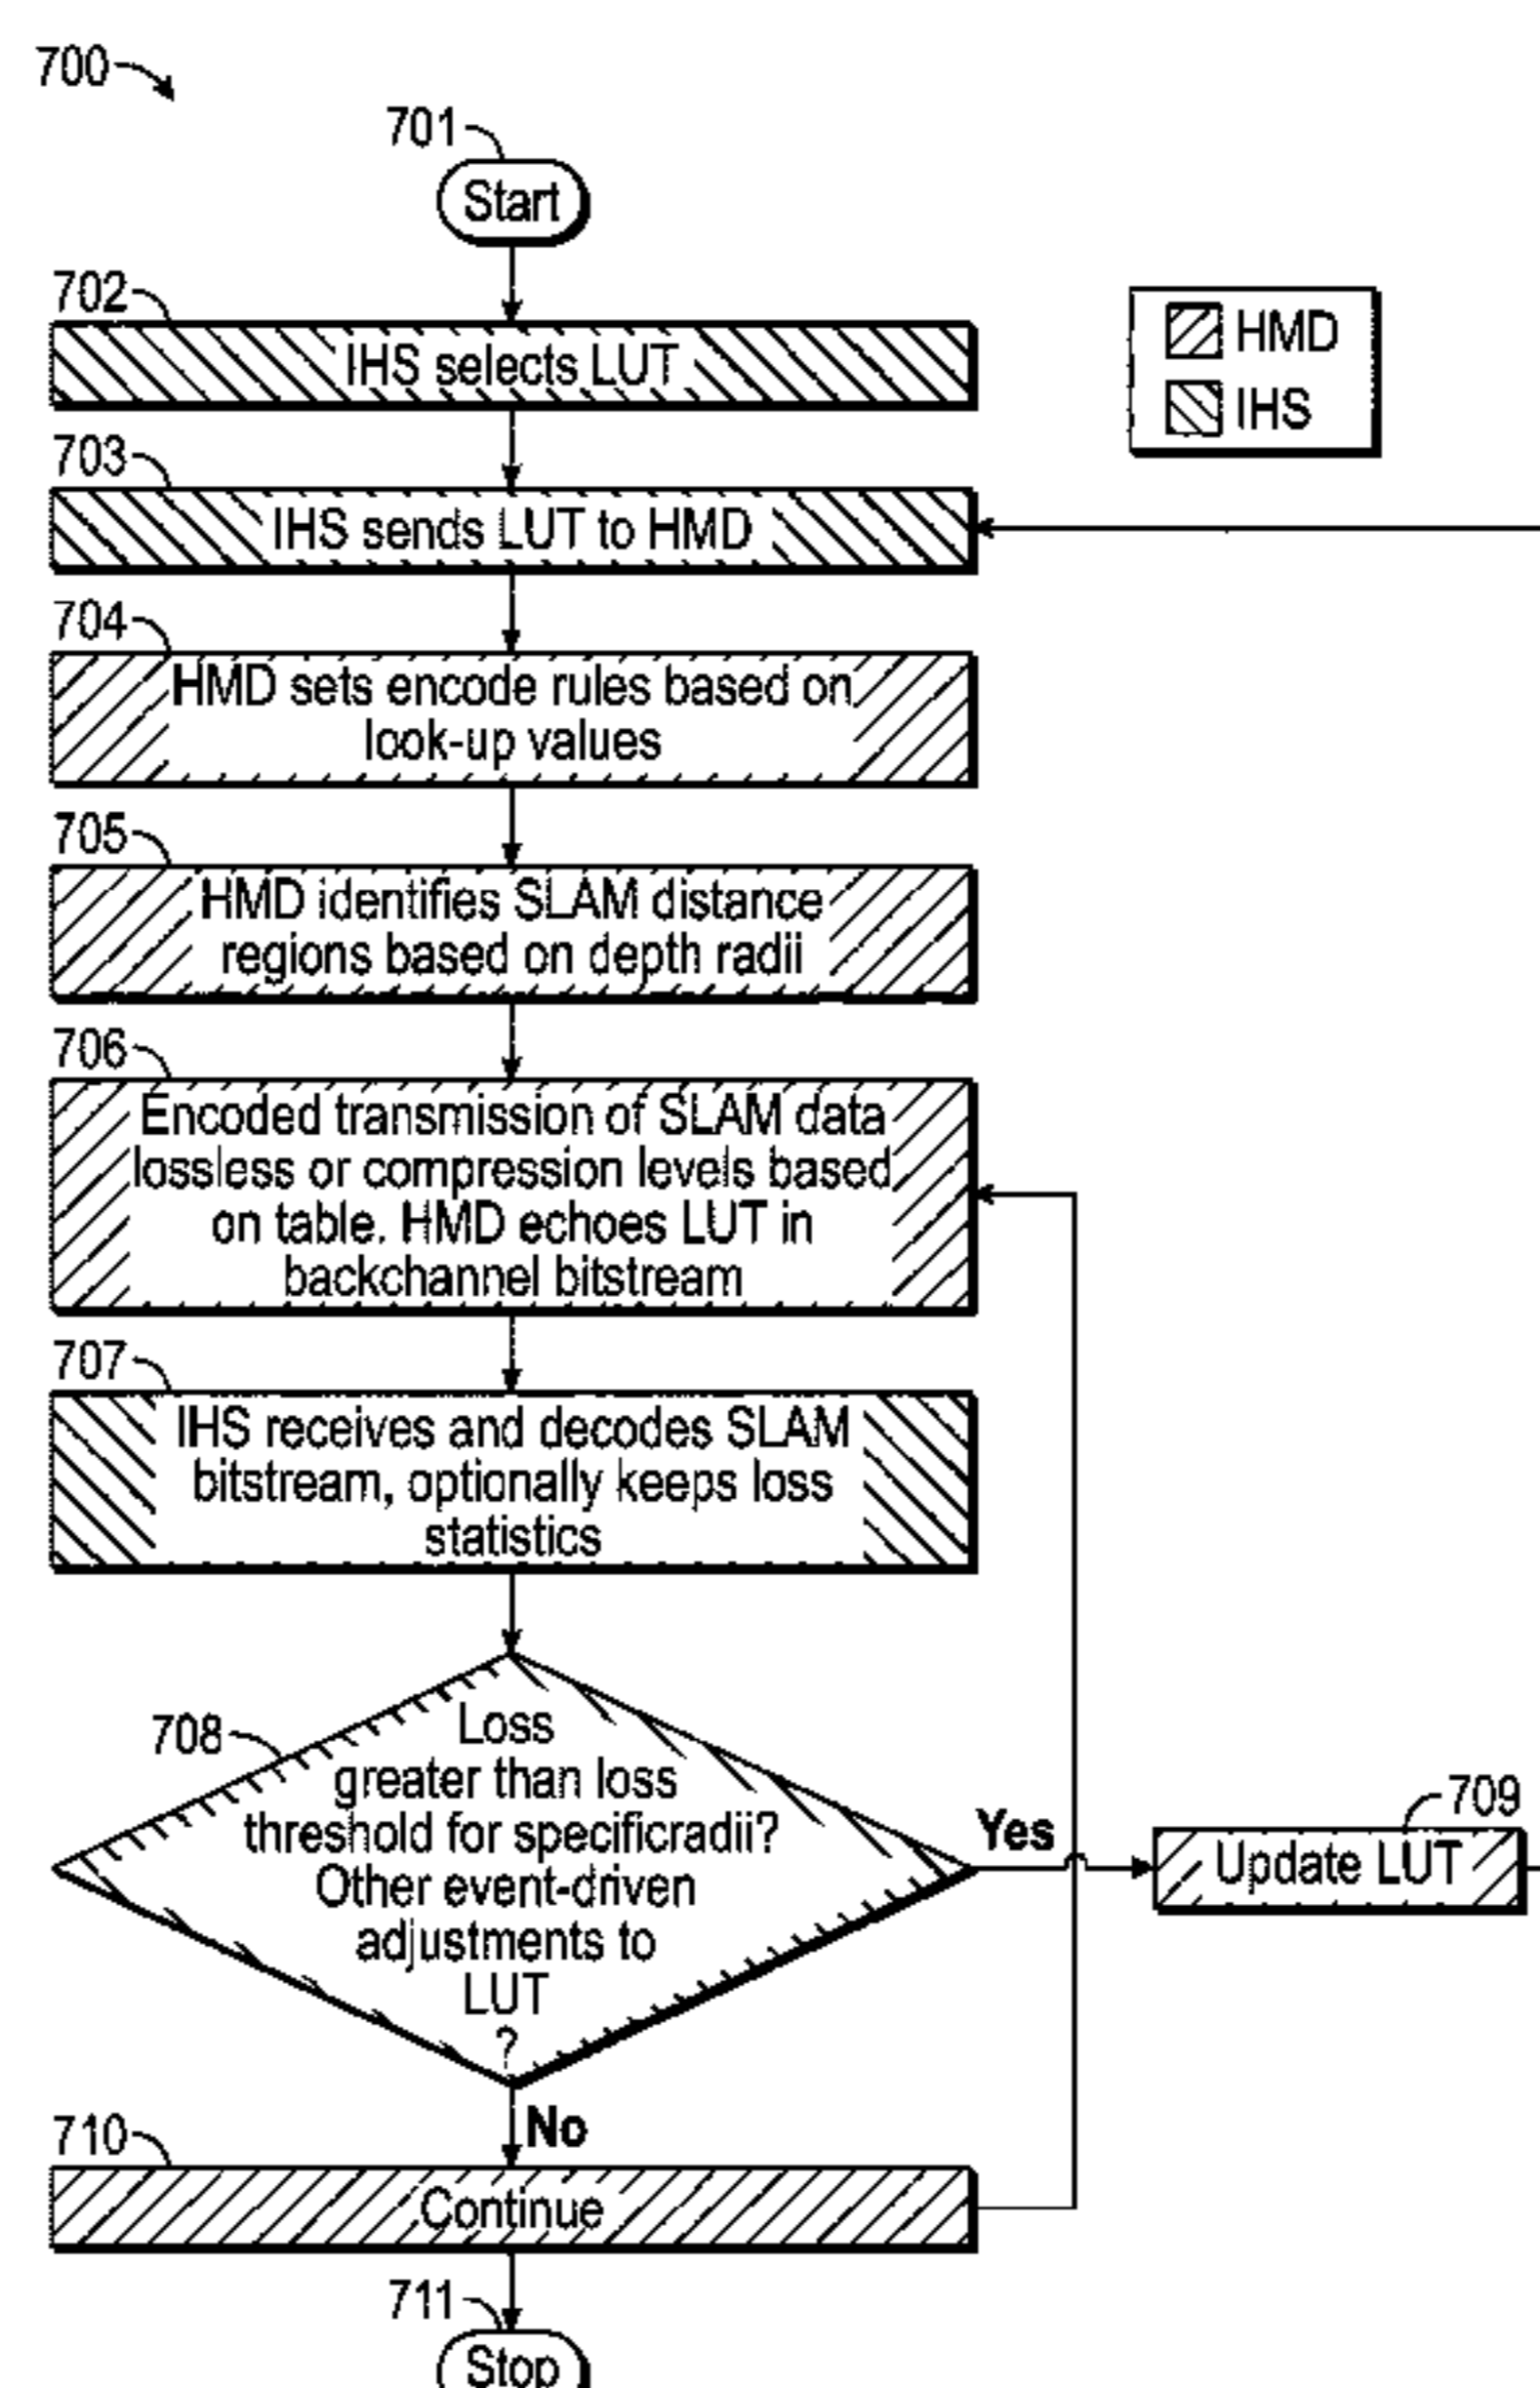 700
701
Start
702
IHS selects LUT
HMD
IHS
703
IHS sends LUT to HMD
704
HMD sets encode rules based on
look-up values
705
HMD identifies SLAM distance
regions based on depth radii
706
Encoded transmission of SLAM data
lossless or compression levels based
on table. HMD echoes LUT in
backchannel bitstream
707
IHS receives and decodes SLAM
bitstream, optionally keeps loss
statistics
708
Loss
greater than loss
threshold for specificradii?
Other event-driven
adjustments to
LUT
?
Yes
709
Update LUT
No
710
Continue
711
Stop